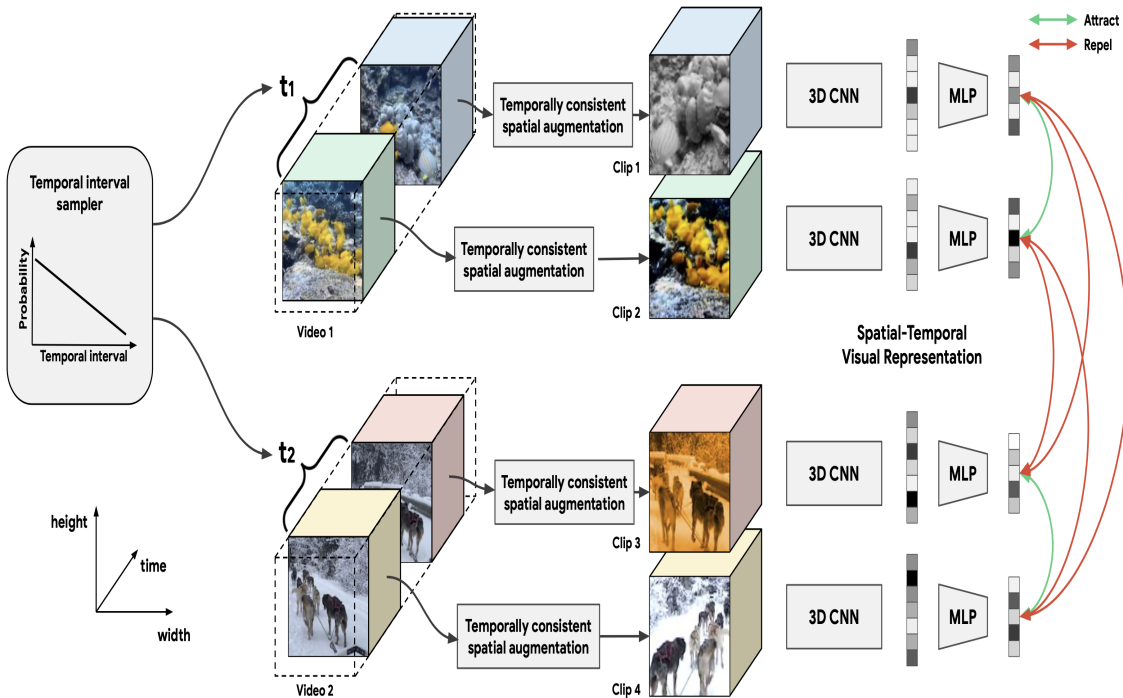 Attract
Repel
Temporal interval
sampler
Probability
Temporal interval
t1
Temporally consistent
spatial augmentation
Clip 1
3D CNN
MLP
Temporally consistent
spatial augmentation
Clip 2
3D CNN
MLP
Video 1
Spatial-Temporal
Visual Representation
t2
Temporally consistent
spatial augmentation
Clip 3
3D CNN
MLP
Temporally consistent
spatial augmentation
Clip 4
3D CNN
MLP
Video 2
height
time
width